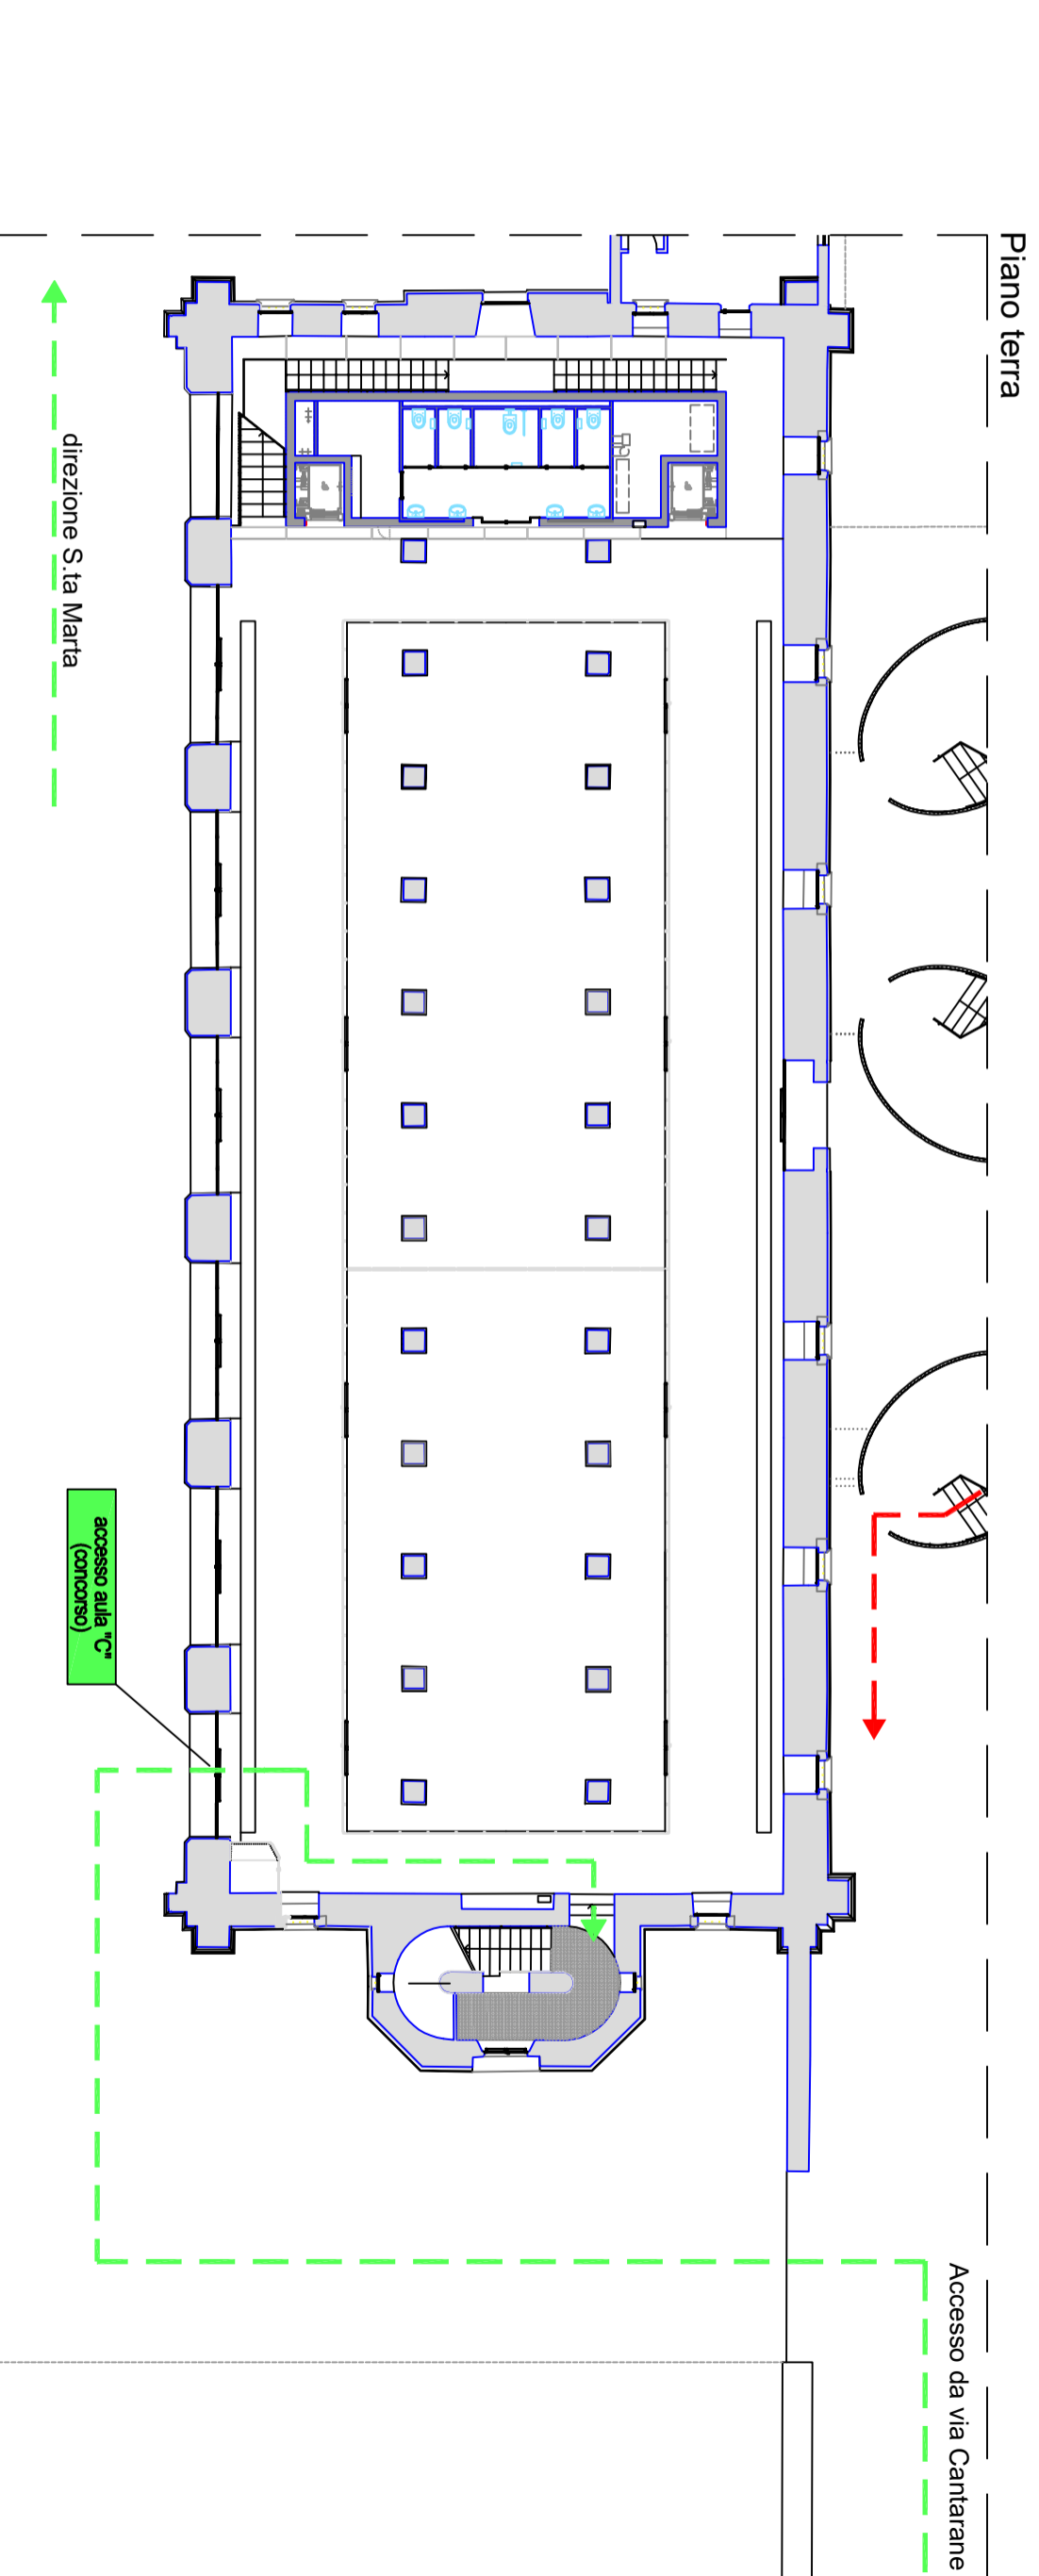 Piano terra
direzione S.ta Marta
accesso aula "C"
(concorso)
Accesso da via Cantarane